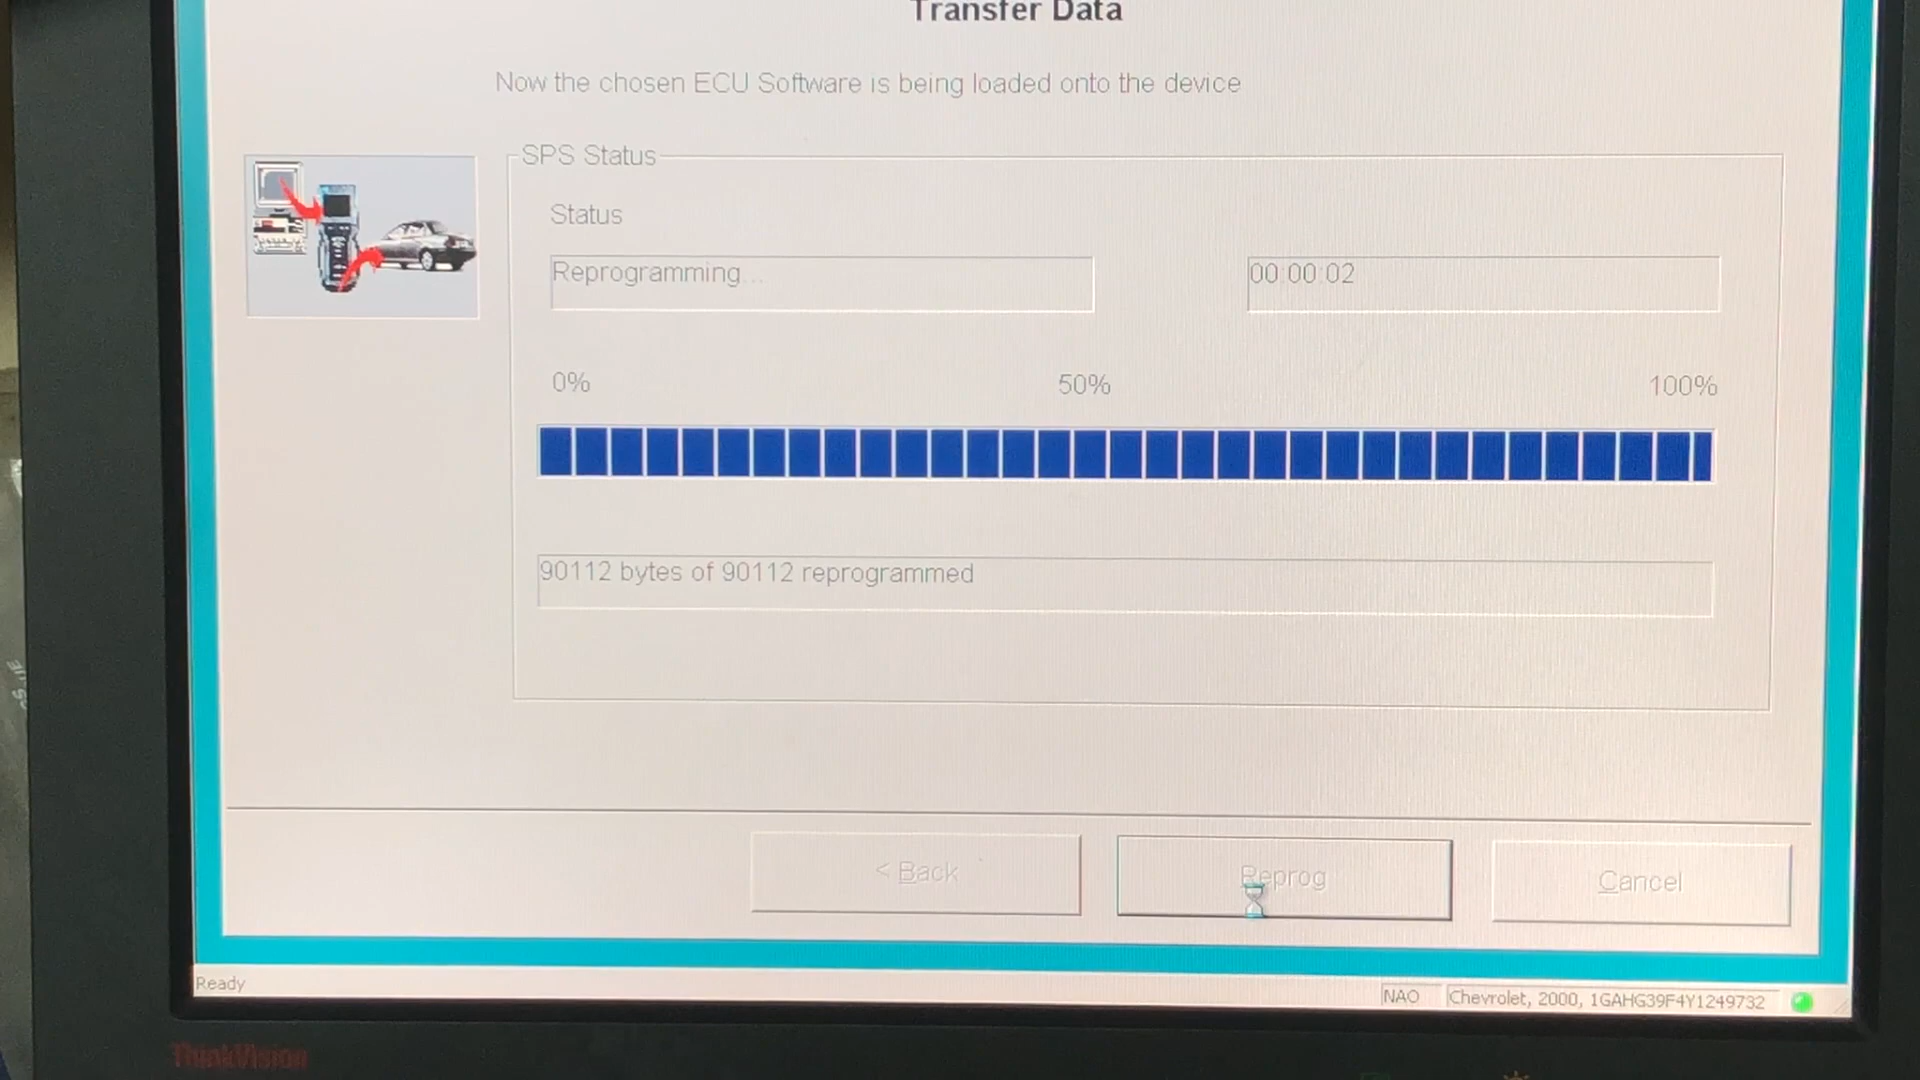 Transfer Data
Now the chosen ECU Software is being loaded onto the device
SPS Status
Status
Reprogramming...
00:00:02
0%
50%
100%
90112 bytes of 90112 reprogrammed
< Back
Reprog
Cancel
Ready
NAO
Chevrolet, 2000, 1GAHG39F4Y1249732
ThinkVision